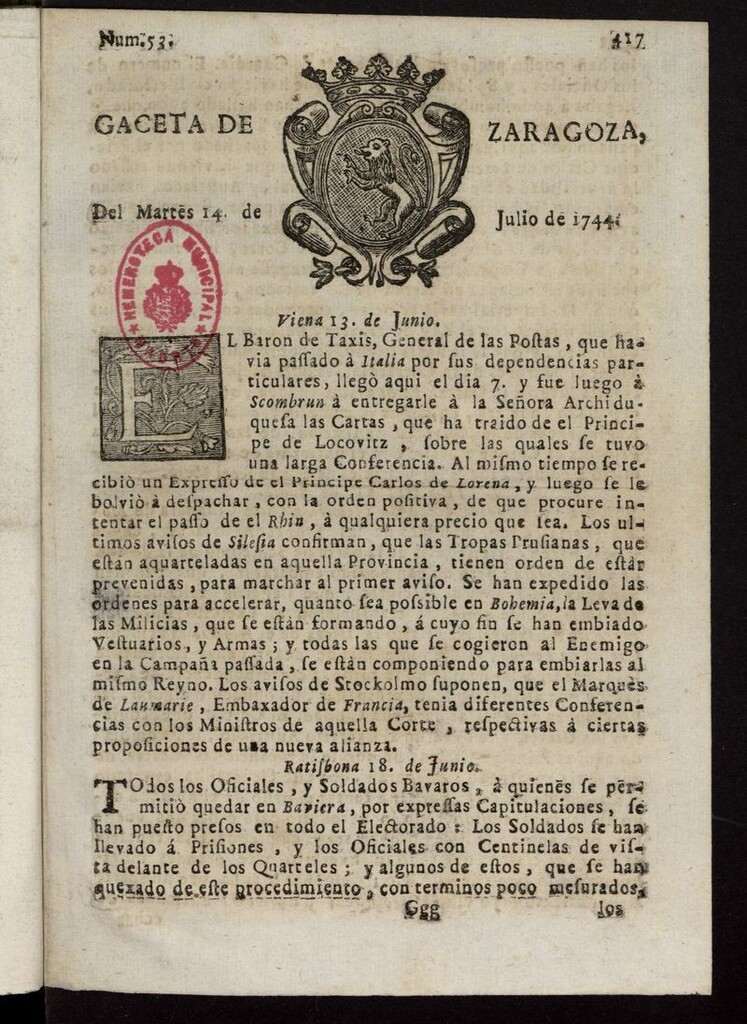 Num. 53. 417
GACETA DE ZARAGOZA,
Del Martes 14. de Julio de 1744.
HEMEROTECA MUNICIPAL
MADRID
Viena 13. de Junio.
EL Baron de Taxis, General de las Poſtas, que ha-
via paſſado à Italia por ſus dependencias par-
ticulares, llegò aqui el dia 7. y fue luego à
Scombrun à entregarle à la Señora Archidu-
queſa las Cartas, que ha traido de el Princi-
pe de Locovitz, ſobre las quales ſe tuvo
una larga Conferencia. Al miſmo tiempo ſe re-
cibiò un Expreſſo de el Principe Carlos de Lorena, y luego ſe le
bolviò à deſpachar, con la orden poſitiva, de que procure in-
tentar el paſſo de el Rhin, à qualquiera precio que ſea. Los ul-
timos aviſos de Sileſia confirman, que las Tropas Pruſianas, que
eſtàn aquarteladas en aquella Provincia, tienen orden de eſtàr
prevenidas, para marchar al primer aviſo. Se han expedido las
ordenes para accelerar, quanto ſea poſsible en Bohemia, la Leva de
las Milicias, que ſe eſtàn formando, á cuyo fin ſe han embiado
Veſtuarios, y Armas; y todas las que ſe cogieron al Enemigo
en la Campaña paſſada, ſe eſtàn componiendo para embiarlas al
miſmo Reyno. Los aviſos de Stockolmo ſuponen, que el Marquès
de Lanmarie, Embaxador de Francia, tenia diferentes Conferen-
cias con los Miniſtros de aquella Corte, reſpectivas à ciertas
propoſiciones de una nueva alianza.
Ratiſbona 18. de Junio.
TOdos los Oficiales, y Soldados Bavaros, à quienes ſe per-
mitiò quedar en Baviera, por expreſſas Capitulaciones, ſe
han pueſto preſos en todo el Electorado: Los Soldados ſe han
llevado á Priſiones, y los Oficiales con Centinelas de viſ-
ta delante de los Quarteles; y algunos de eſtos, que ſe han
quexado de eſte procedimiento, con terminos poco meſurados,
Ggg los